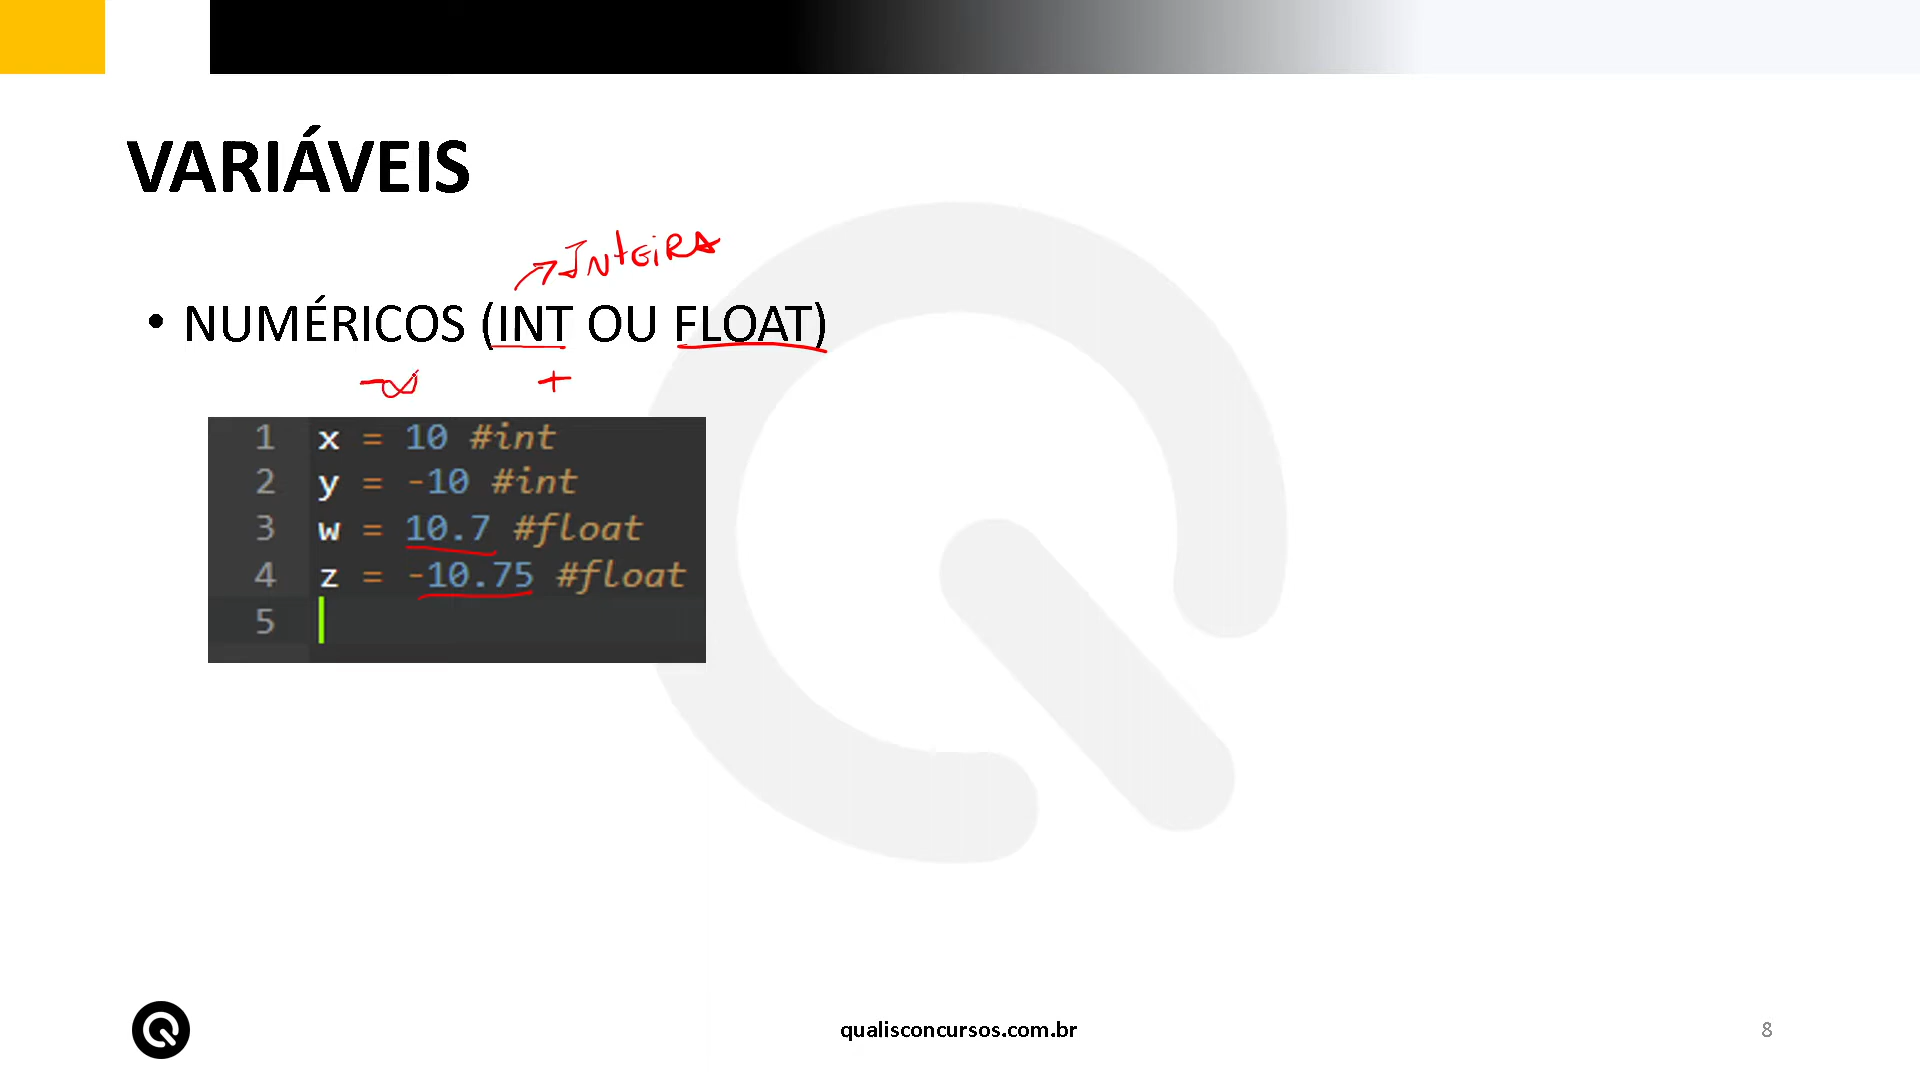 VARIÁVEIS
INTEIRA
• NUMÉRICOS (INT OU FLOAT)
-∞ +
1 x = 10 #int
2 y = -10 #int
3 w = 10.7 #float
4 z = -10.75 #float
5
qualisconcursos.com.br
8